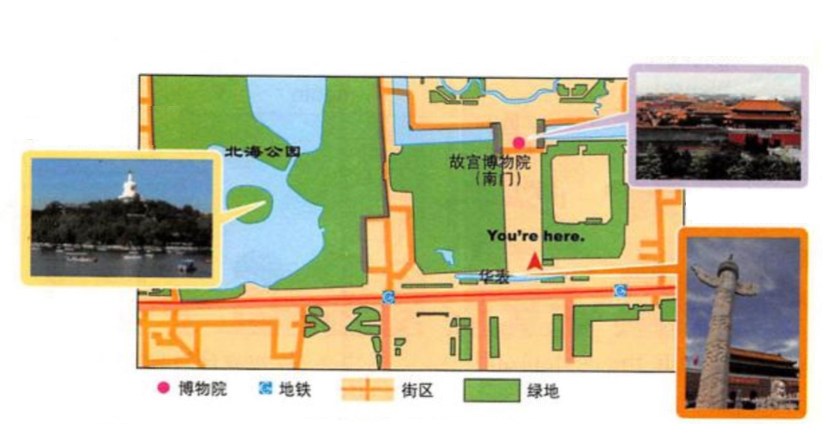 北海公园
故宫博物院
(南门)
You're here.
华表
博物院
地铁
街区
绿地